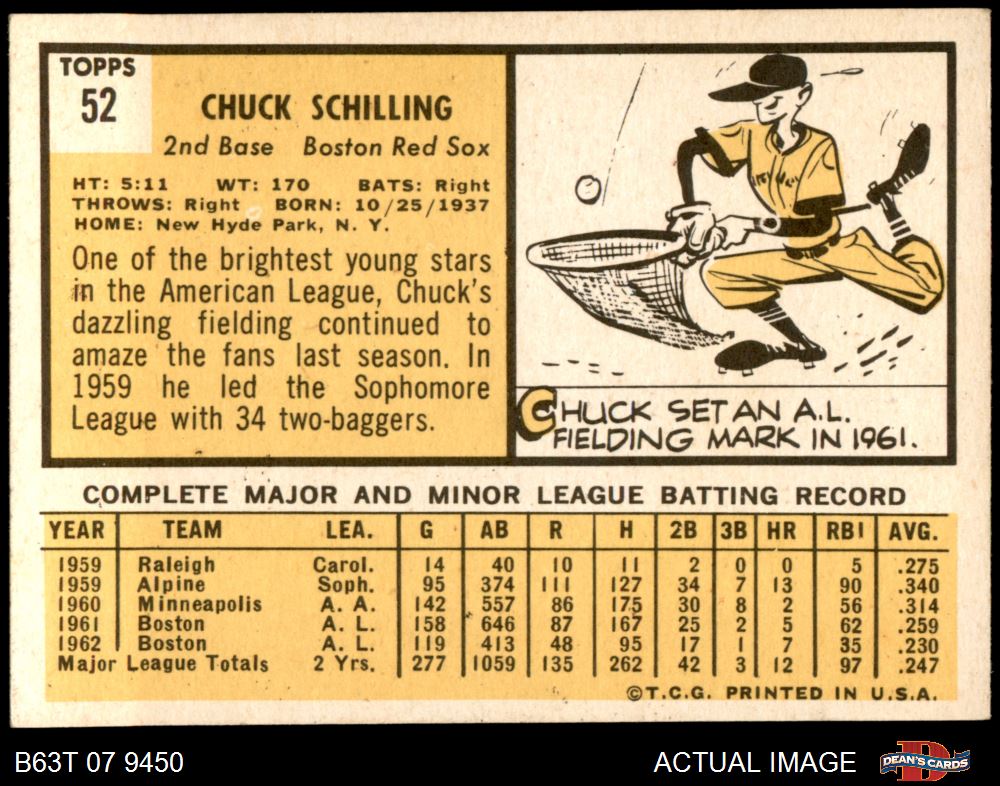 TOPPS
52
CHUCK SCHILLING
2nd Base Boston Red Sox
HT: 5:11 WT: 170 BATS: Right
THROWS: Right BORN: 10/25/1937
HOME: New Hyde Park, N. Y.
One of the brightest young stars
in the American League, Chuck's
dazzling fielding continued to
amaze the fans last season. In
1959 he led the Sophomore
League with 34 two-baggers.
CHUCK SET AN A.L.
FIELDING MARK IN 1961.
COMPLETE MAJOR AND MINOR LEAGUE BATTING RECORD
YEAR TEAM LEA. G AB R H 2B 3B HR RBI AVG.
1959 Raleigh Carol. 14 40 10 11 2 0 0 5 .275
1959 Alpine Soph. 95 374 111 127 34 7 13 90 .340
1960 Minneapolis A. A. 142 557 86 175 30 8 2 56 .314
1961 Boston A. L. 158 646 87 167 25 2 5 62 .259
1962 Boston A. L. 119 413 48 95 17 1 7 35 .230
Major League Totals 2 Yrs. 277 1059 135 262 42 3 12 97 .247
©T.C.G. PRINTED IN U.S.A.
B63T 07 9450 ACTUAL IMAGE DEAN'S CARDS